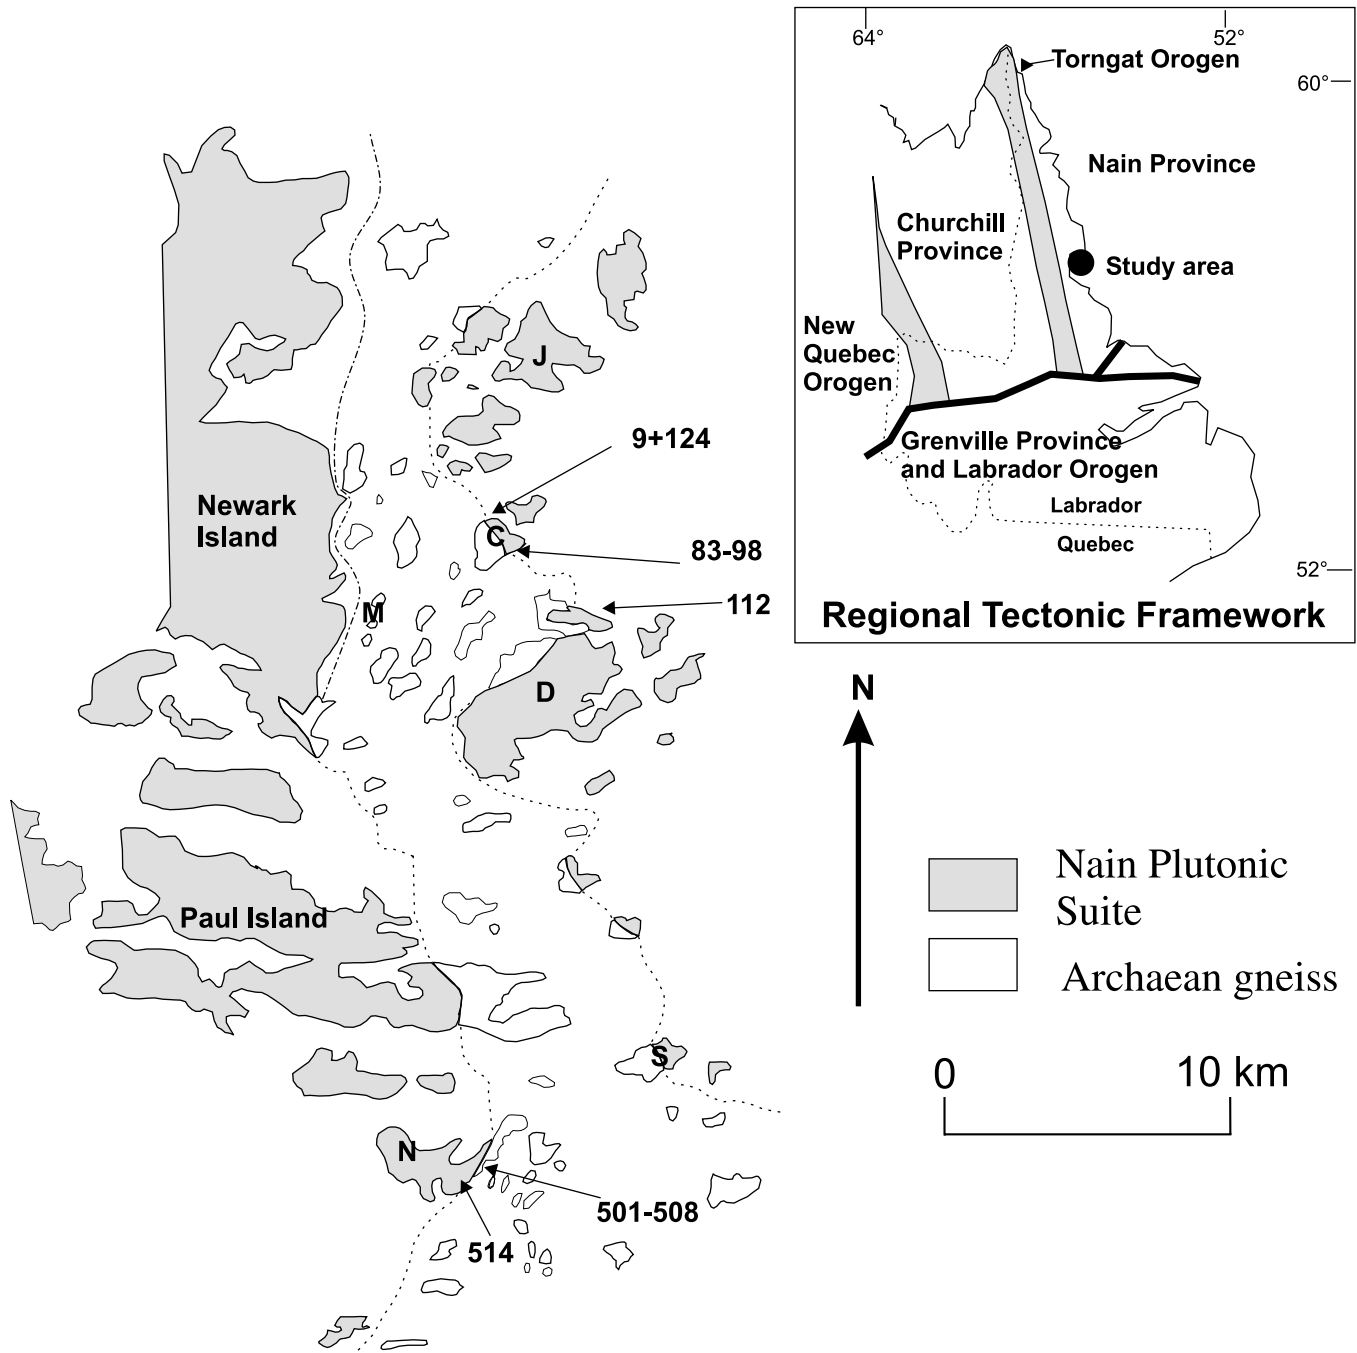 64°
52°
Torngat Orogen
60°
Nain Province
Churchill
Province
Study area
New
Quebec
Orogen
Grenville Province
and Labrador Orogen
Labrador
Quebec
52°
Regional Tectonic Framework
J
9+124
Newark
Island
C
83-98
112
M
D
N
Nain Plutonic
Suite
Paul Island
Archaean gneiss
S
0 10 km
N
501-508
514